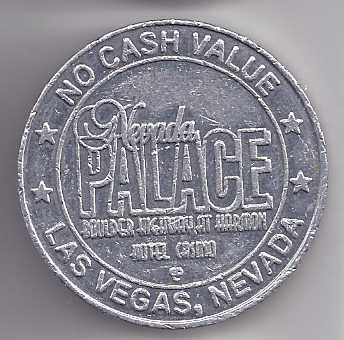 NO CASH VALUE
Nevada
PALACE
BOULDER HIGHWAY AT HARMON
HOTEL CASINO
LAS VEGAS, NEVADA